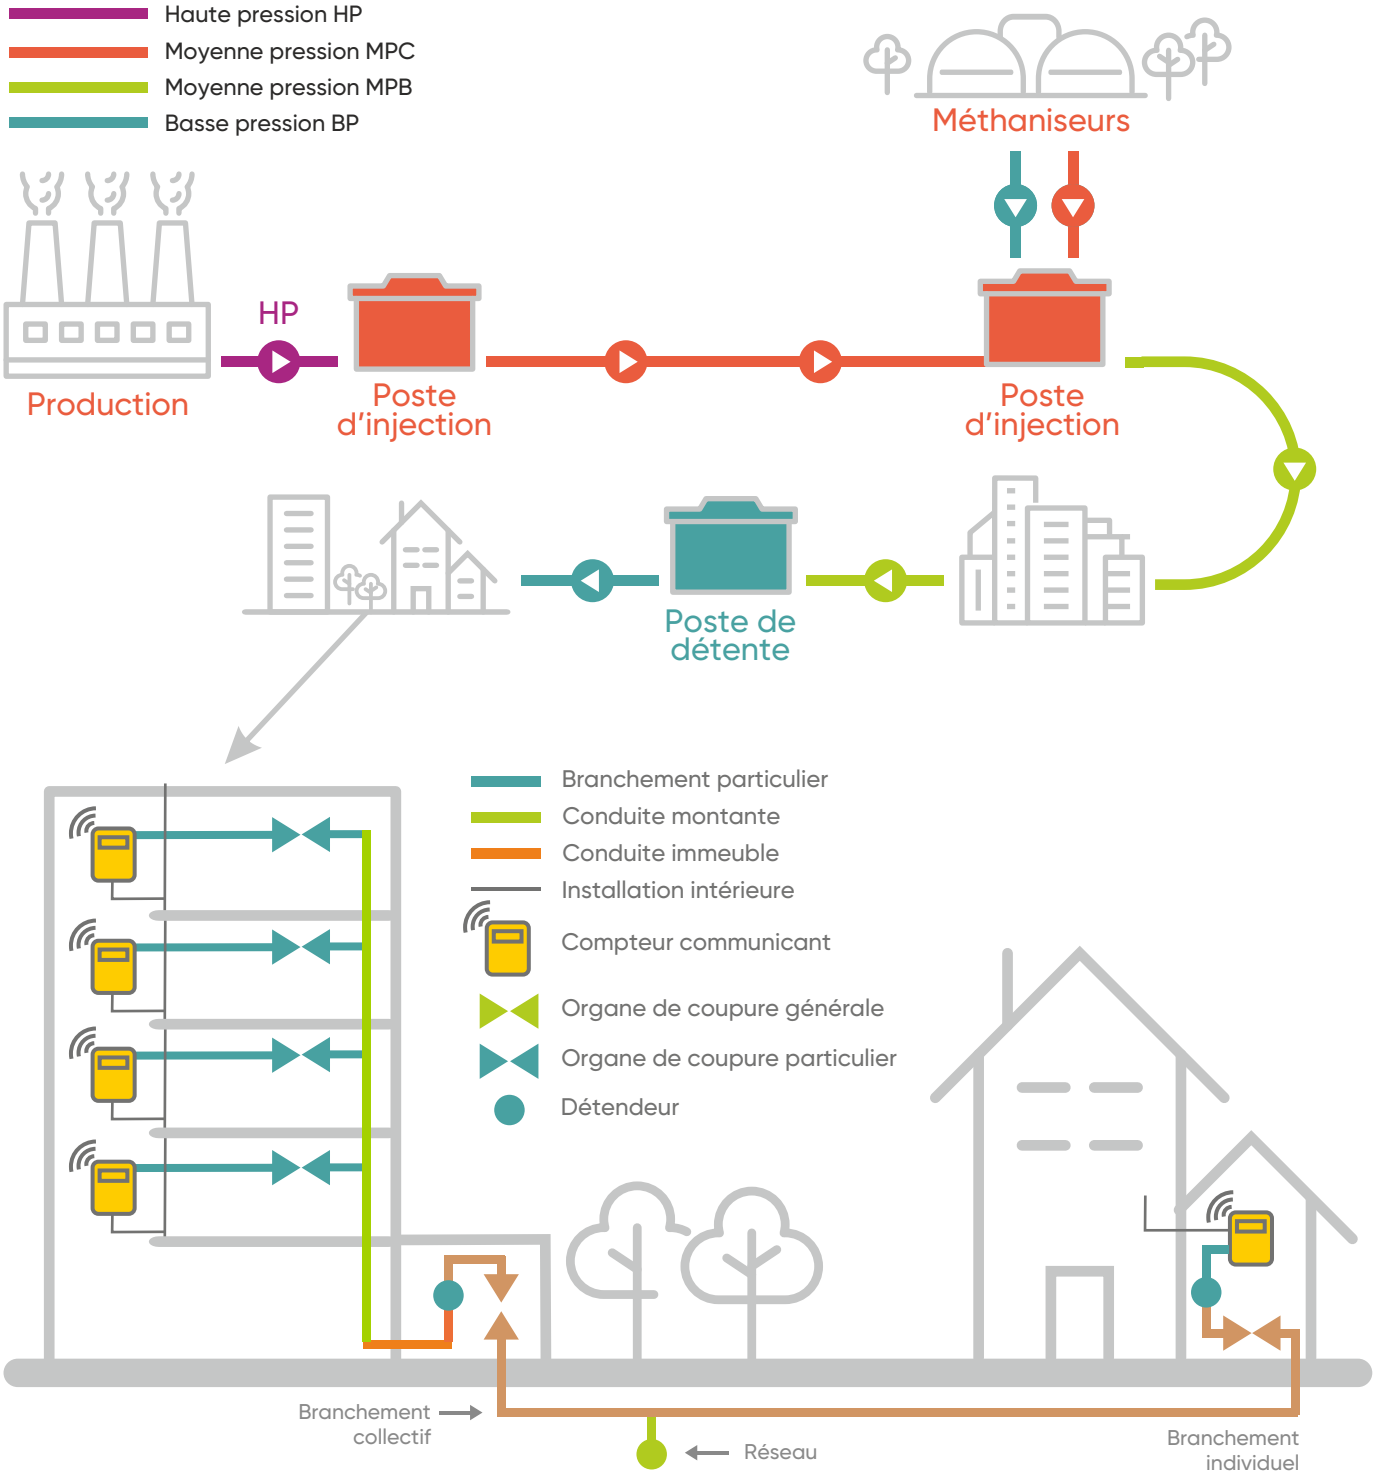 Haute pression HP
Moyenne pression MPC
Moyenne pression MPB
Basse pression BP
Méthaniseurs
HP
Production
Poste
d’injection
Poste
d’injection
Poste de
détente
Branchement particulier
Conduite montante
Conduite immeuble
Installation intérieure
Compteur communicant
Organe de coupure générale
Organe de coupure particulier
Détendeur
Branchement
collectif
Réseau
Branchement
individuel